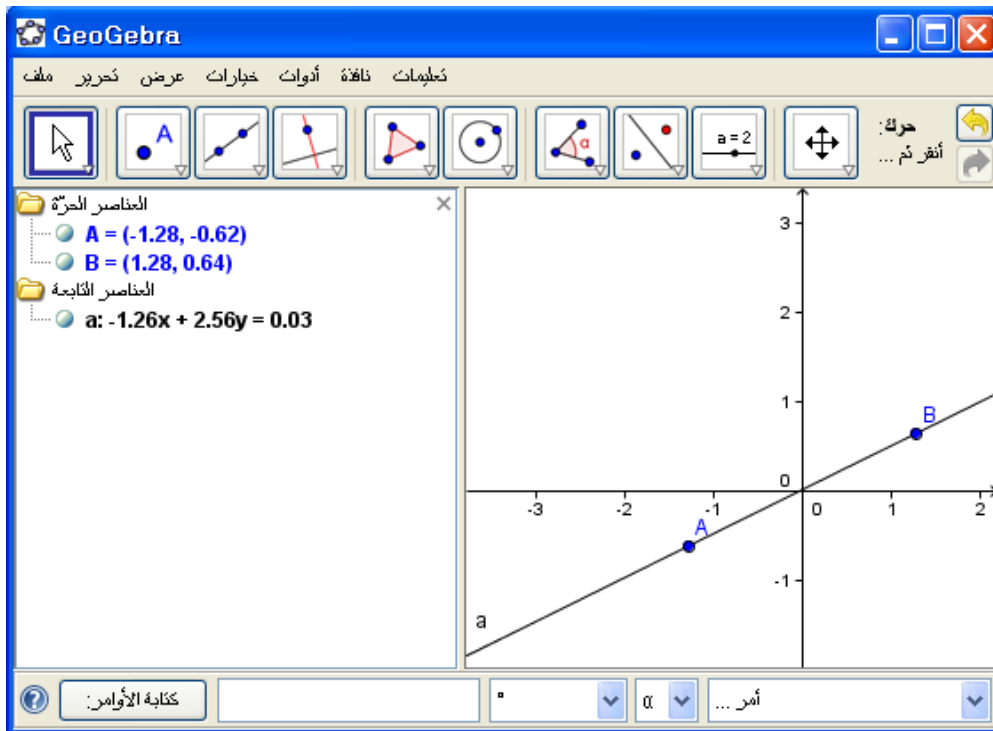 GeoGebra
ملف تحرير عرض خيارات أدوات نافذة تعليمات
A
α
a = 2
حرك:
أنقر ثم ...
العناصر الحرّة
A = (-1.28, -0.62)
B = (1.28, 0.64)
العناصر التابعة
a: -1.26x + 2.56y = 0.03
3
2
1
B
0
-3 -2 -1 0 1 2
A
-1
a
كتابة الأوامر:
° α أمر ...